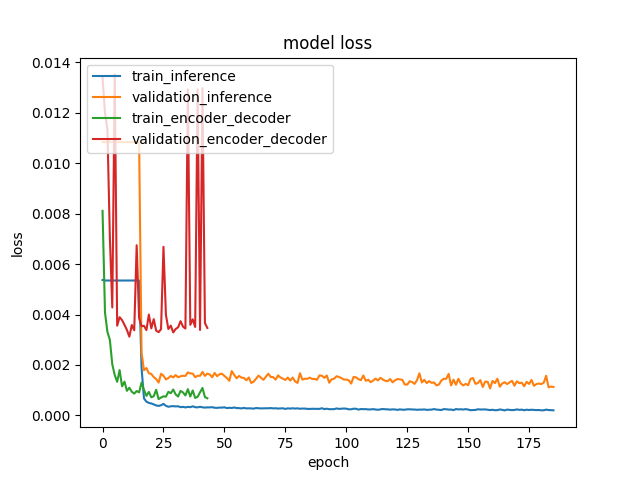 model loss
train_inference
validation_inference
train_encoder_decoder
validation_encoder_decoder
loss
0.014
0.012
0.010
0.008
0.006
0.004
0.002
0.000
0 25 50 75 100 125 150 175
epoch